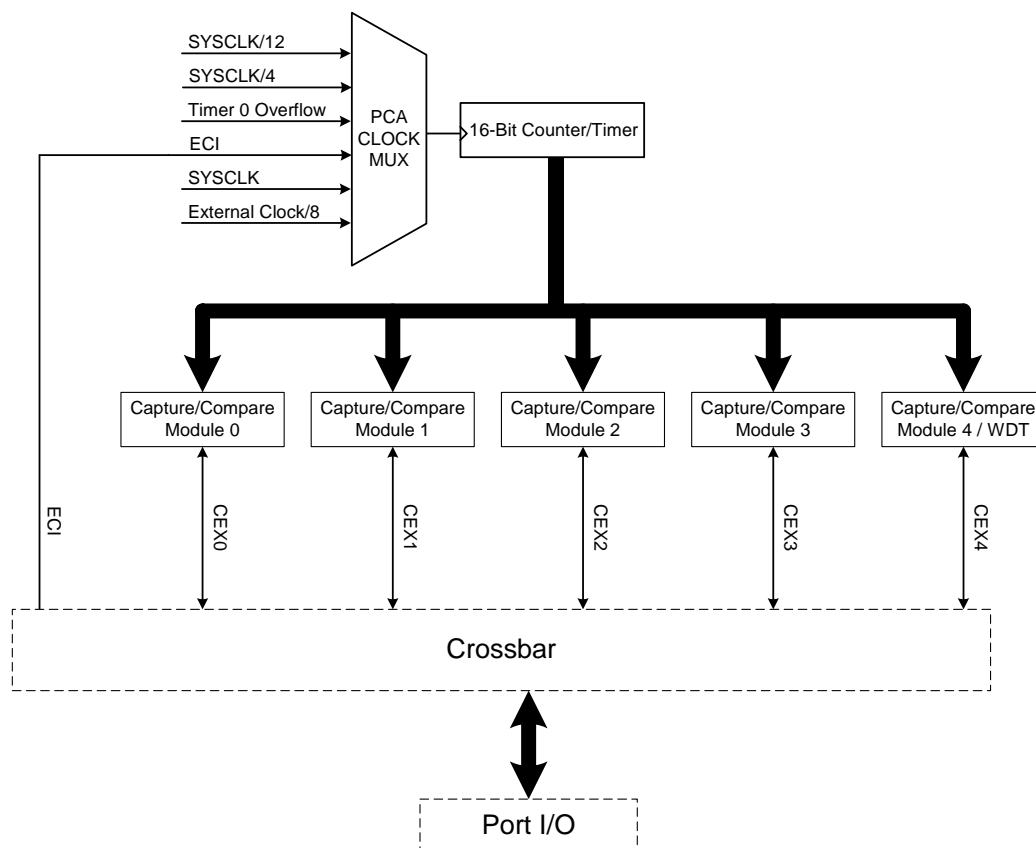 SYSCLK/12
SYSCLK/4
Timer 0 Overflow
ECI
SYSCLK
External Clock/8
PCA
CLOCK
MUX
16-Bit Counter/Timer
Capture/Compare
Module 0
Capture/Compare
Module 1
Capture/Compare
Module 2
Capture/Compare
Module 3
Capture/Compare
Module 4 / WDT
ECI
CEX0
CEX1
CEX2
CEX3
CEX4
Crossbar
Port I/O